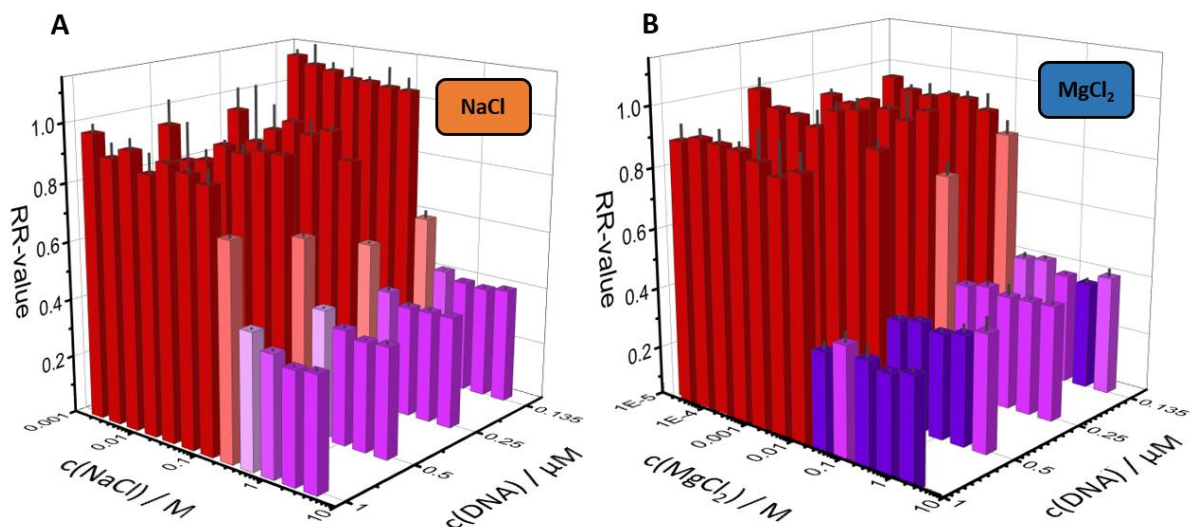 A
NaCl
1.0
0.8
0.6
0.4
0.2
RR-value
0.001
0.01
0.1
1
10
c(NaCl) / M
0.135
0.25
0.5
1
c(DNA) / µM
B
MgCl₂
1.0
0.8
0.6
0.4
0.2
RR-value
1E-5
1E-4
0.001
0.01
0.1
1
10
c(MgCl₂) / M
0.135
0.25
0.5
1
c(DNA) / µM